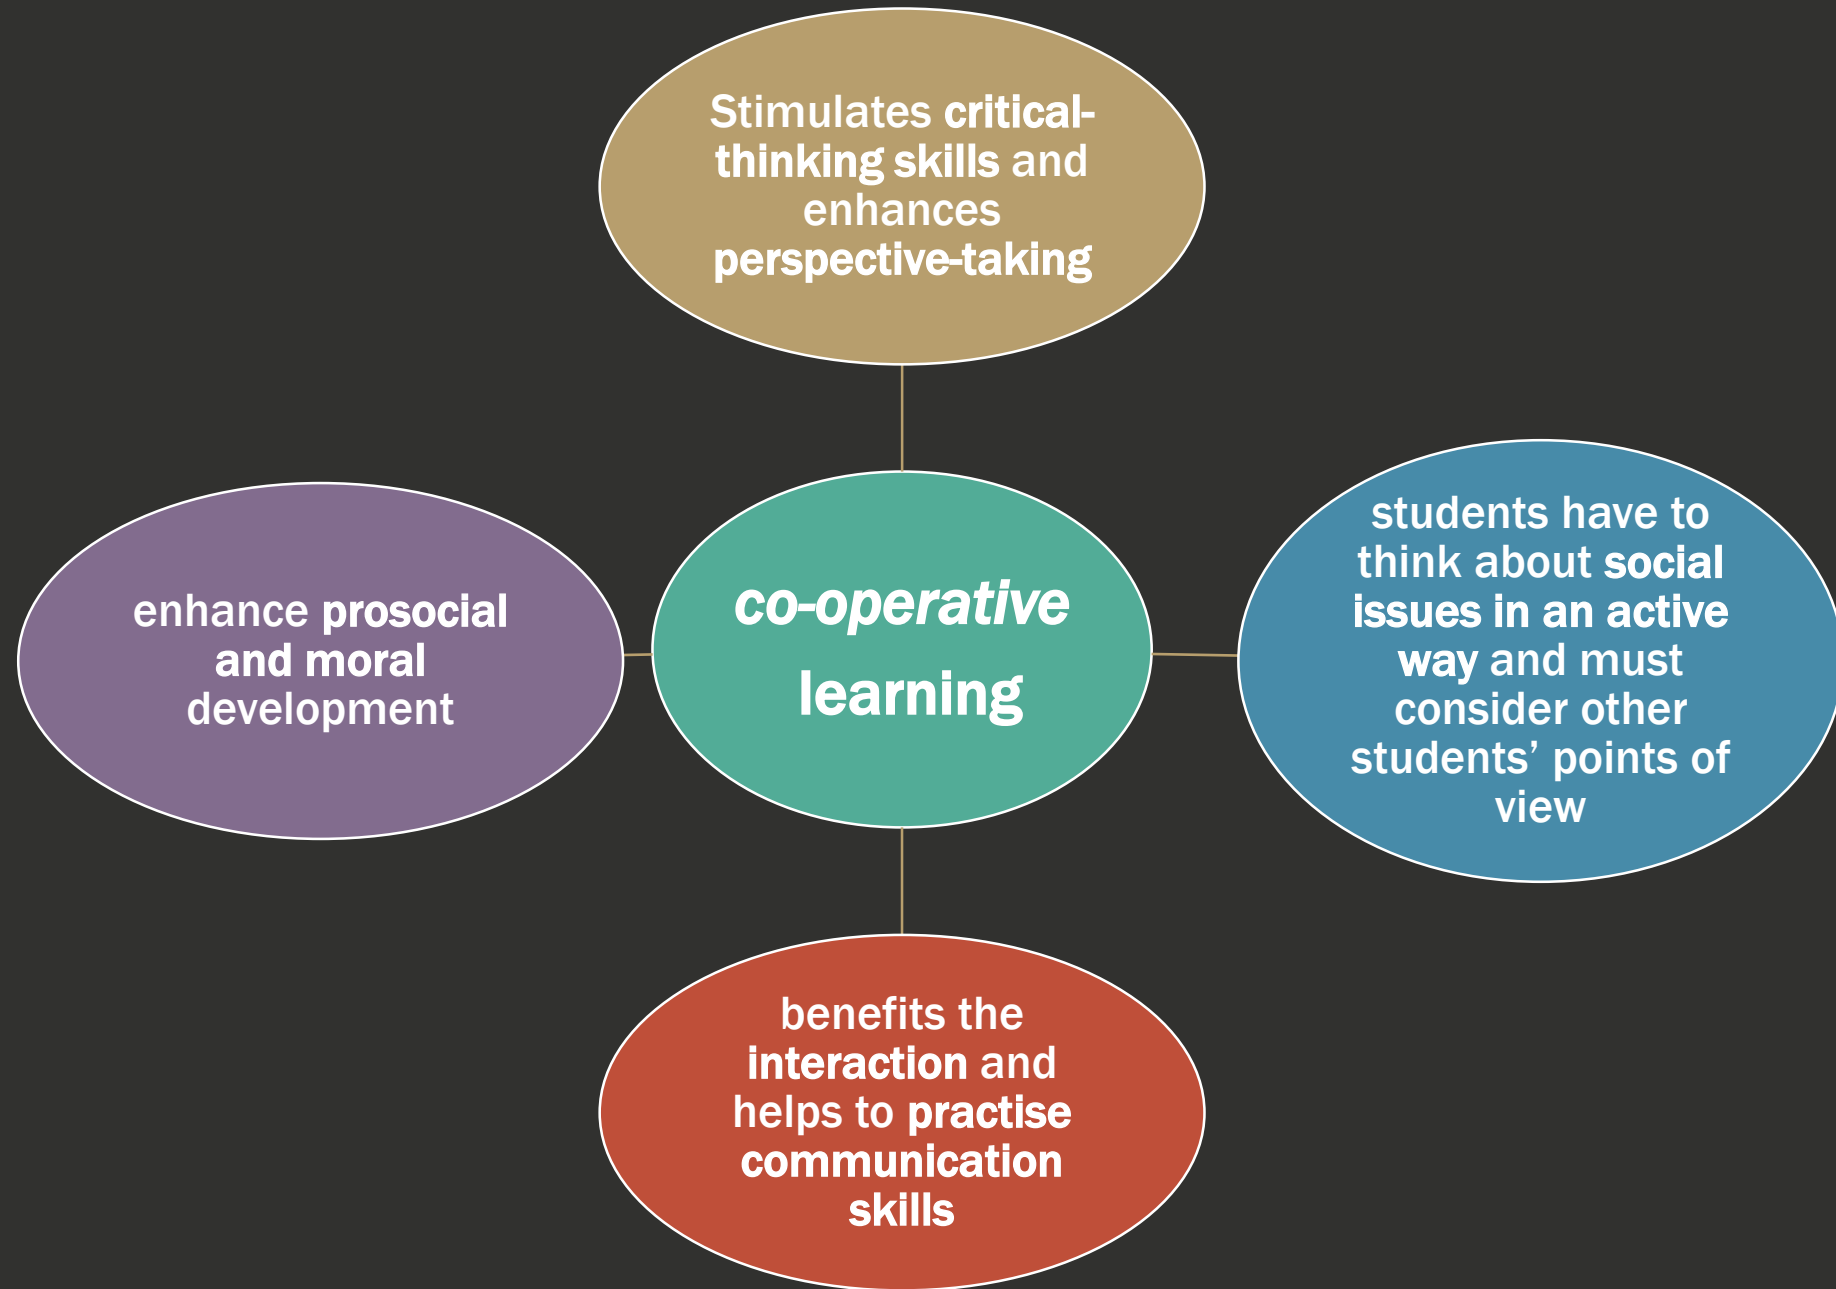 Stimulates critical-
thinking skills and
enhances
perspective-taking
enhance prosocial
and moral
development
co-operative
learning
students have to
think about social
issues in an active
way and must
consider other
students’ points of
view
benefits the
interaction and
helps to practise
communication
skills